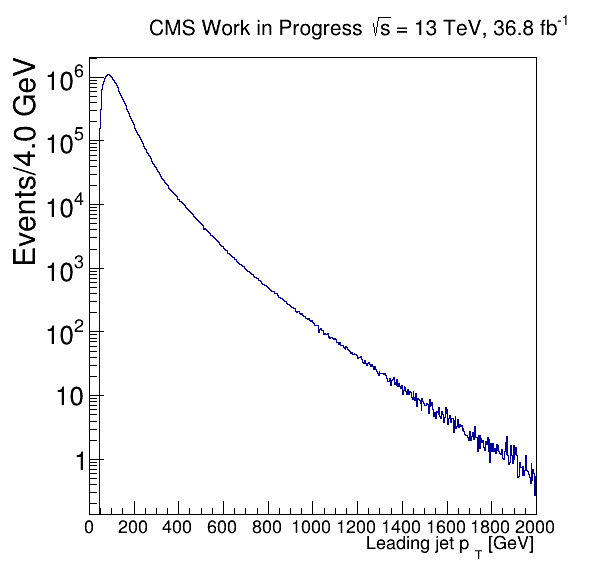 CMS Work in Progress √s = 13 TeV, 36.8 fb⁻¹
Events/4.0 GeV
10⁶
10⁵
10⁴
10³
10²
10
1
0 200 400 600 800 1000 1200 1400 1600 1800 2000
Leading jet p_T [GeV]